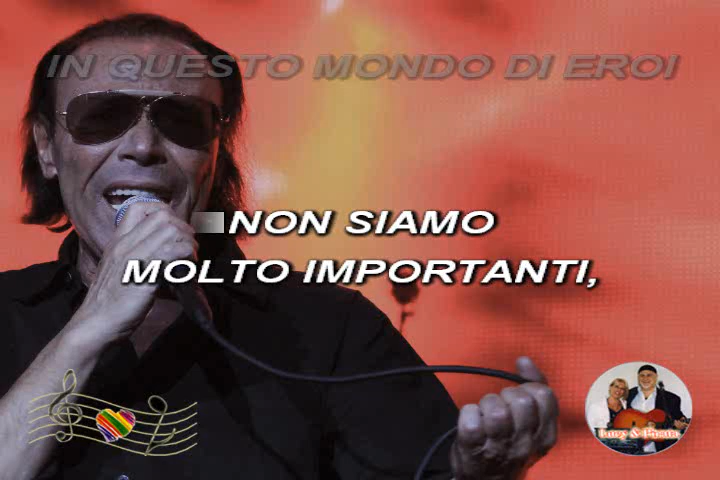 IN QUESTO MONDO DI EROI
NON SIAMO
MOLTO IMPORTANTI,